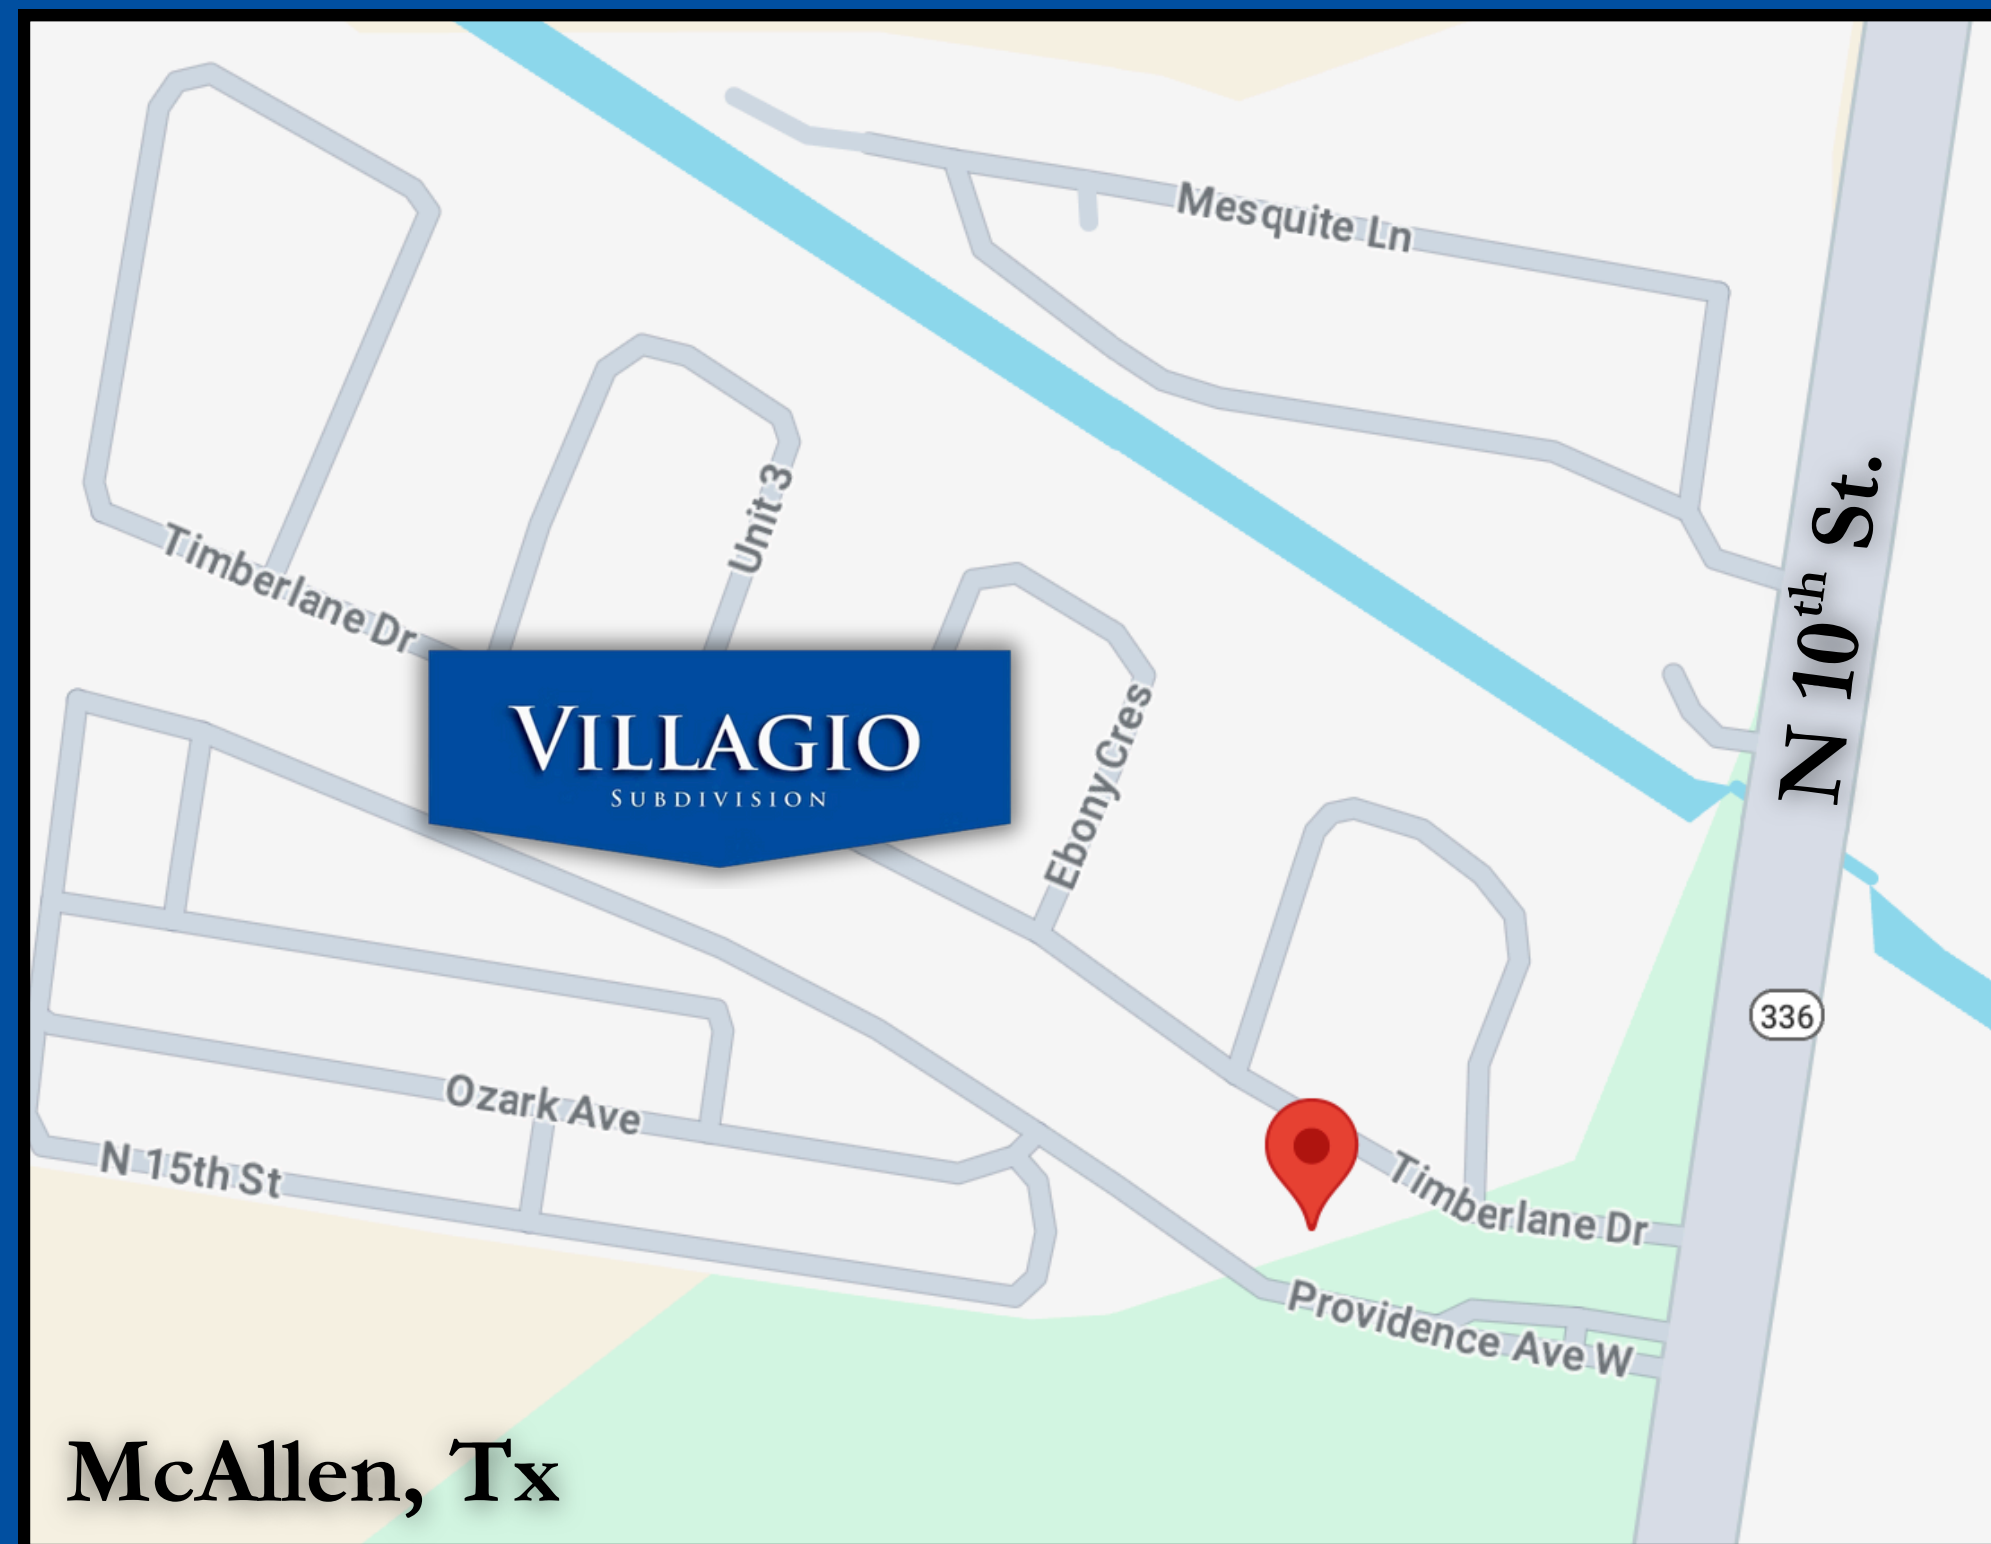 Mesquite Ln
N 10th St.
Unit 3
Timberlane Dr
VILLAGIO
SUBDIVISION
Ebony Cres
336
Ozark Ave
N 15th St
Timberlane Dr
Providence Ave W
McAllen, Tx